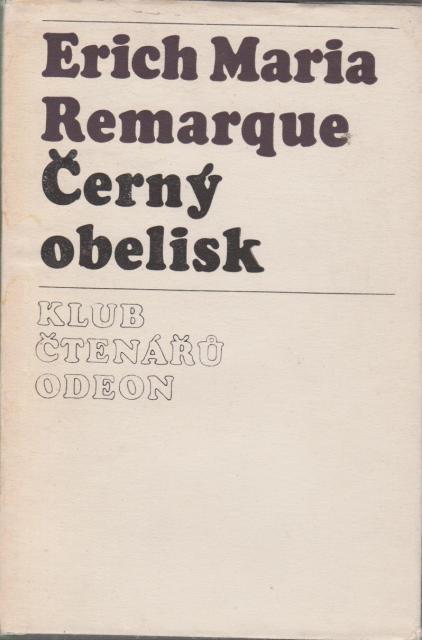 Erich Maria
Remarque
Černý
obelisk
KLUB
ČTENÁŘŮ
ODEON